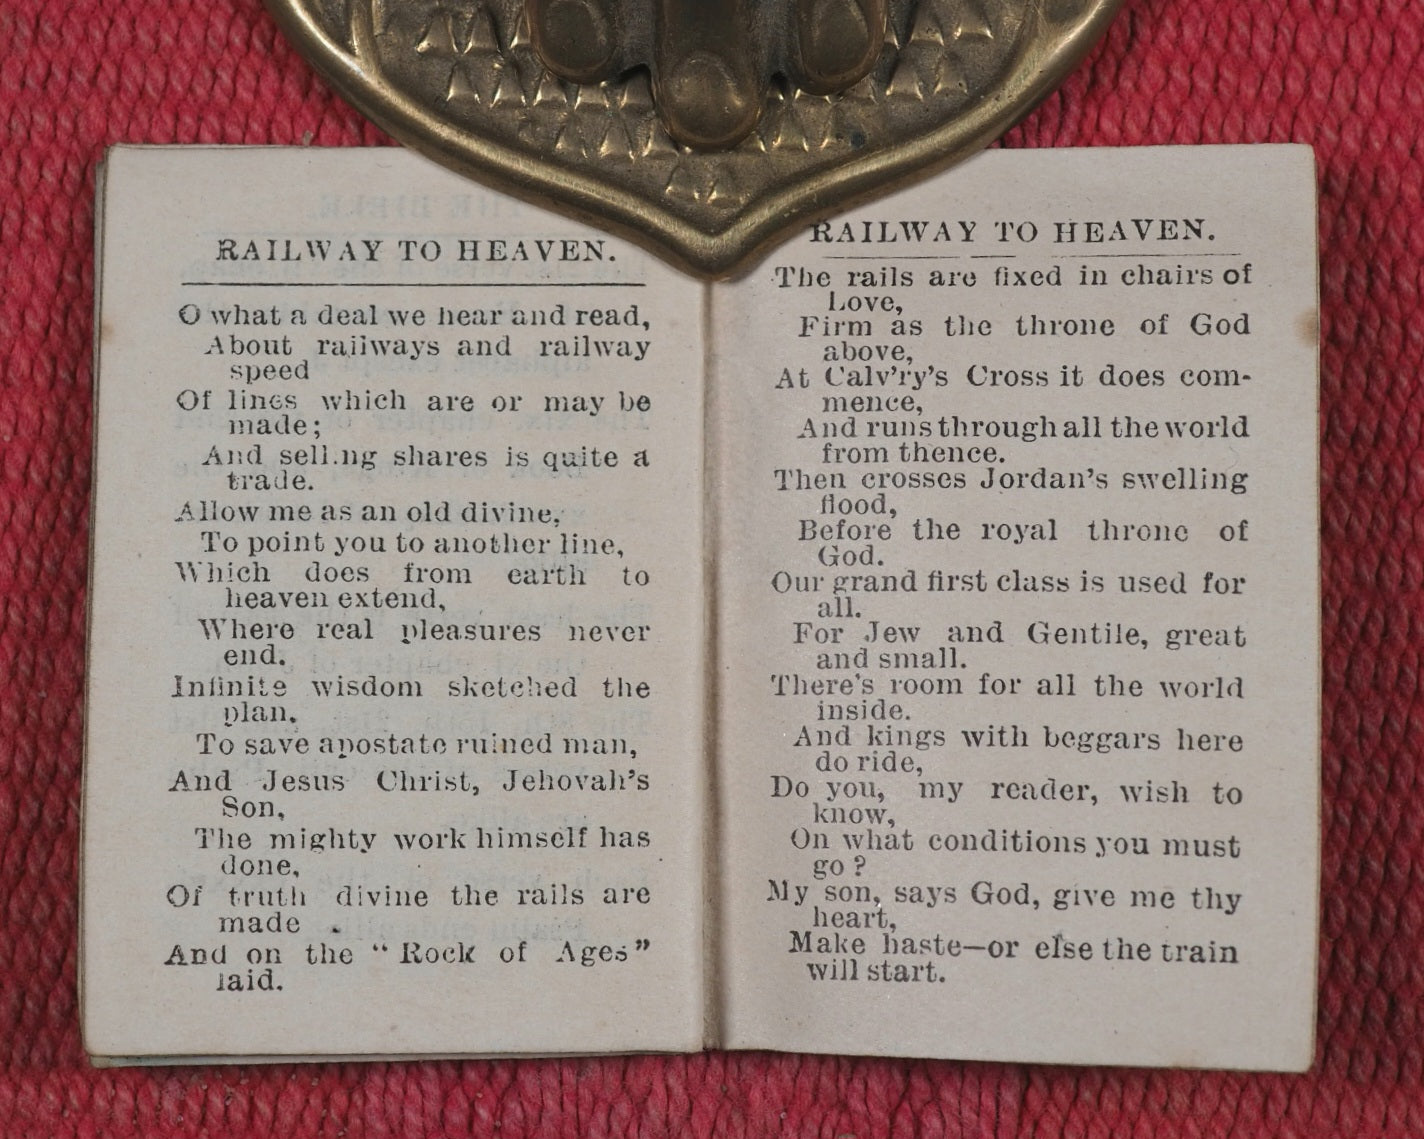 RAILWAY TO HEAVEN.
O what a deal we hear and read,
About railways and railway
speed
Of lines which are or may be
made;
And selling shares is quite a
trade.
Allow me as an old divine,
To point you to another line,
Which does from earth to
heaven extend,
Where real pleasures never
end.
Infinite wisdom sketched the
plan,
To save apostate ruined man,
And Jesus Christ, Jehovah's
Son,
The mighty work himself has
done,
Of truth divine the rails are
made
And on the "Rock of Ages"
laid.
RAILWAY TO HEAVEN.
The rails are fixed in chairs of
Love,
Firm as the throne of God
above,
At Calv'ry's Cross it does com-
mence,
And runs through all the world
from thence.
Then crosses Jordan's swelling
flood,
Before the royal throne of
God.
Our grand first class is used for
all.
For Jew and Gentile, great
and small.
There's room for all the world
inside.
And kings with beggars here
do ride,
Do you, my reader, wish to
know,
On what conditions you must
go?
My son, says God, give me thy
heart,
Make haste—or else the train
will start.